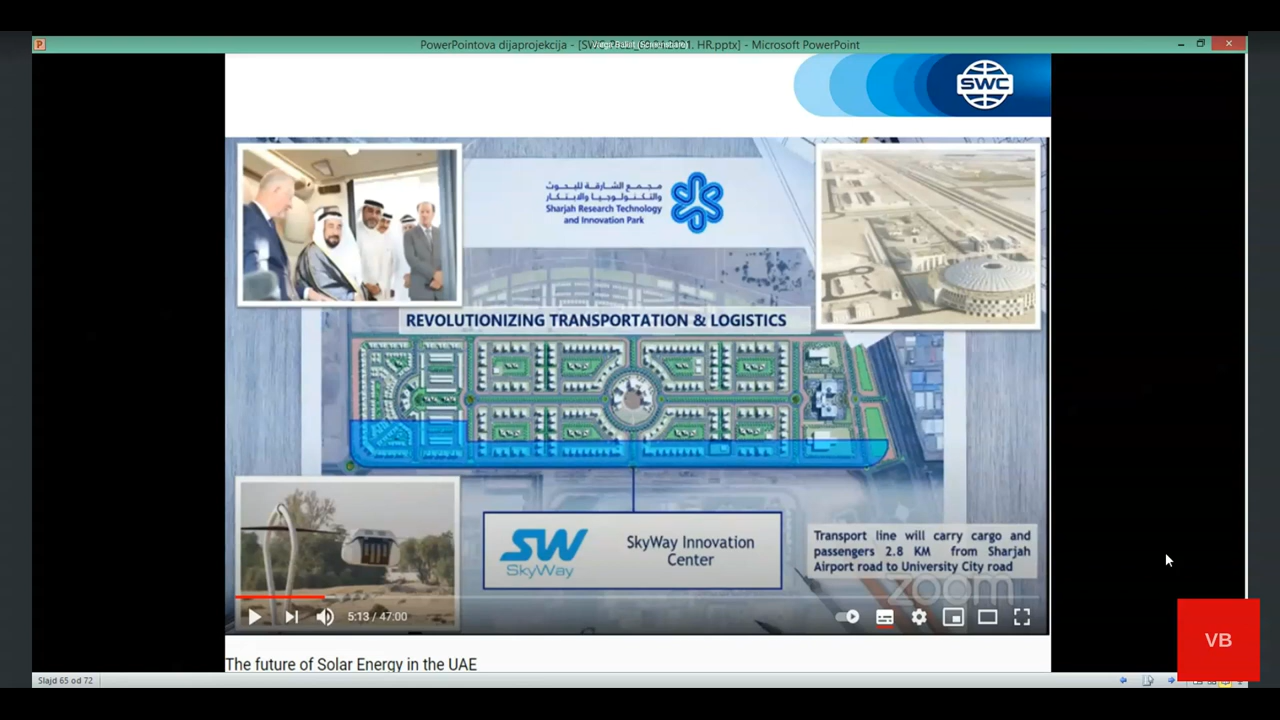 PowerPointova dijaprojekcija - [SWC
HR.pptx] - Microsoft PowerPoint
SWC
مجمع الشارقة للبحوث
والتكنولوجيا والابتكار
Sharjah Research Technology
and Innovation Park
REVOLUTIONIZING TRANSPORTATION & LOGISTICS
SW
SkyWay
SkyWay Innovation
Center
Transport line will carry cargo and
passengers 2.8 KM from Sharjah
Airport road to University City road
zoom
5:13 / 47:00
VB
The future of Solar Energy in the UAE
Slajd 65 od 72